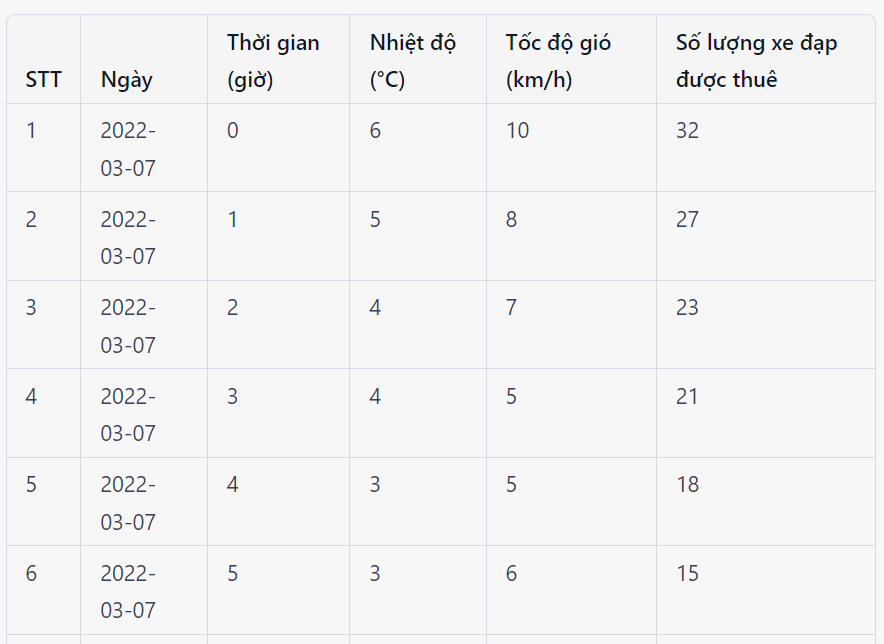 STT Ngày Thời gian (giờ) Nhiệt độ (°C) Tốc độ gió (km/h) Số lượng xe đạp được thuê
1 2022-03-07 0 6 10 32
2 2022-03-07 1 5 8 27
3 2022-03-07 2 4 7 23
4 2022-03-07 3 4 5 21
5 2022-03-07 4 3 5 18
6 2022-03-07 5 3 6 15